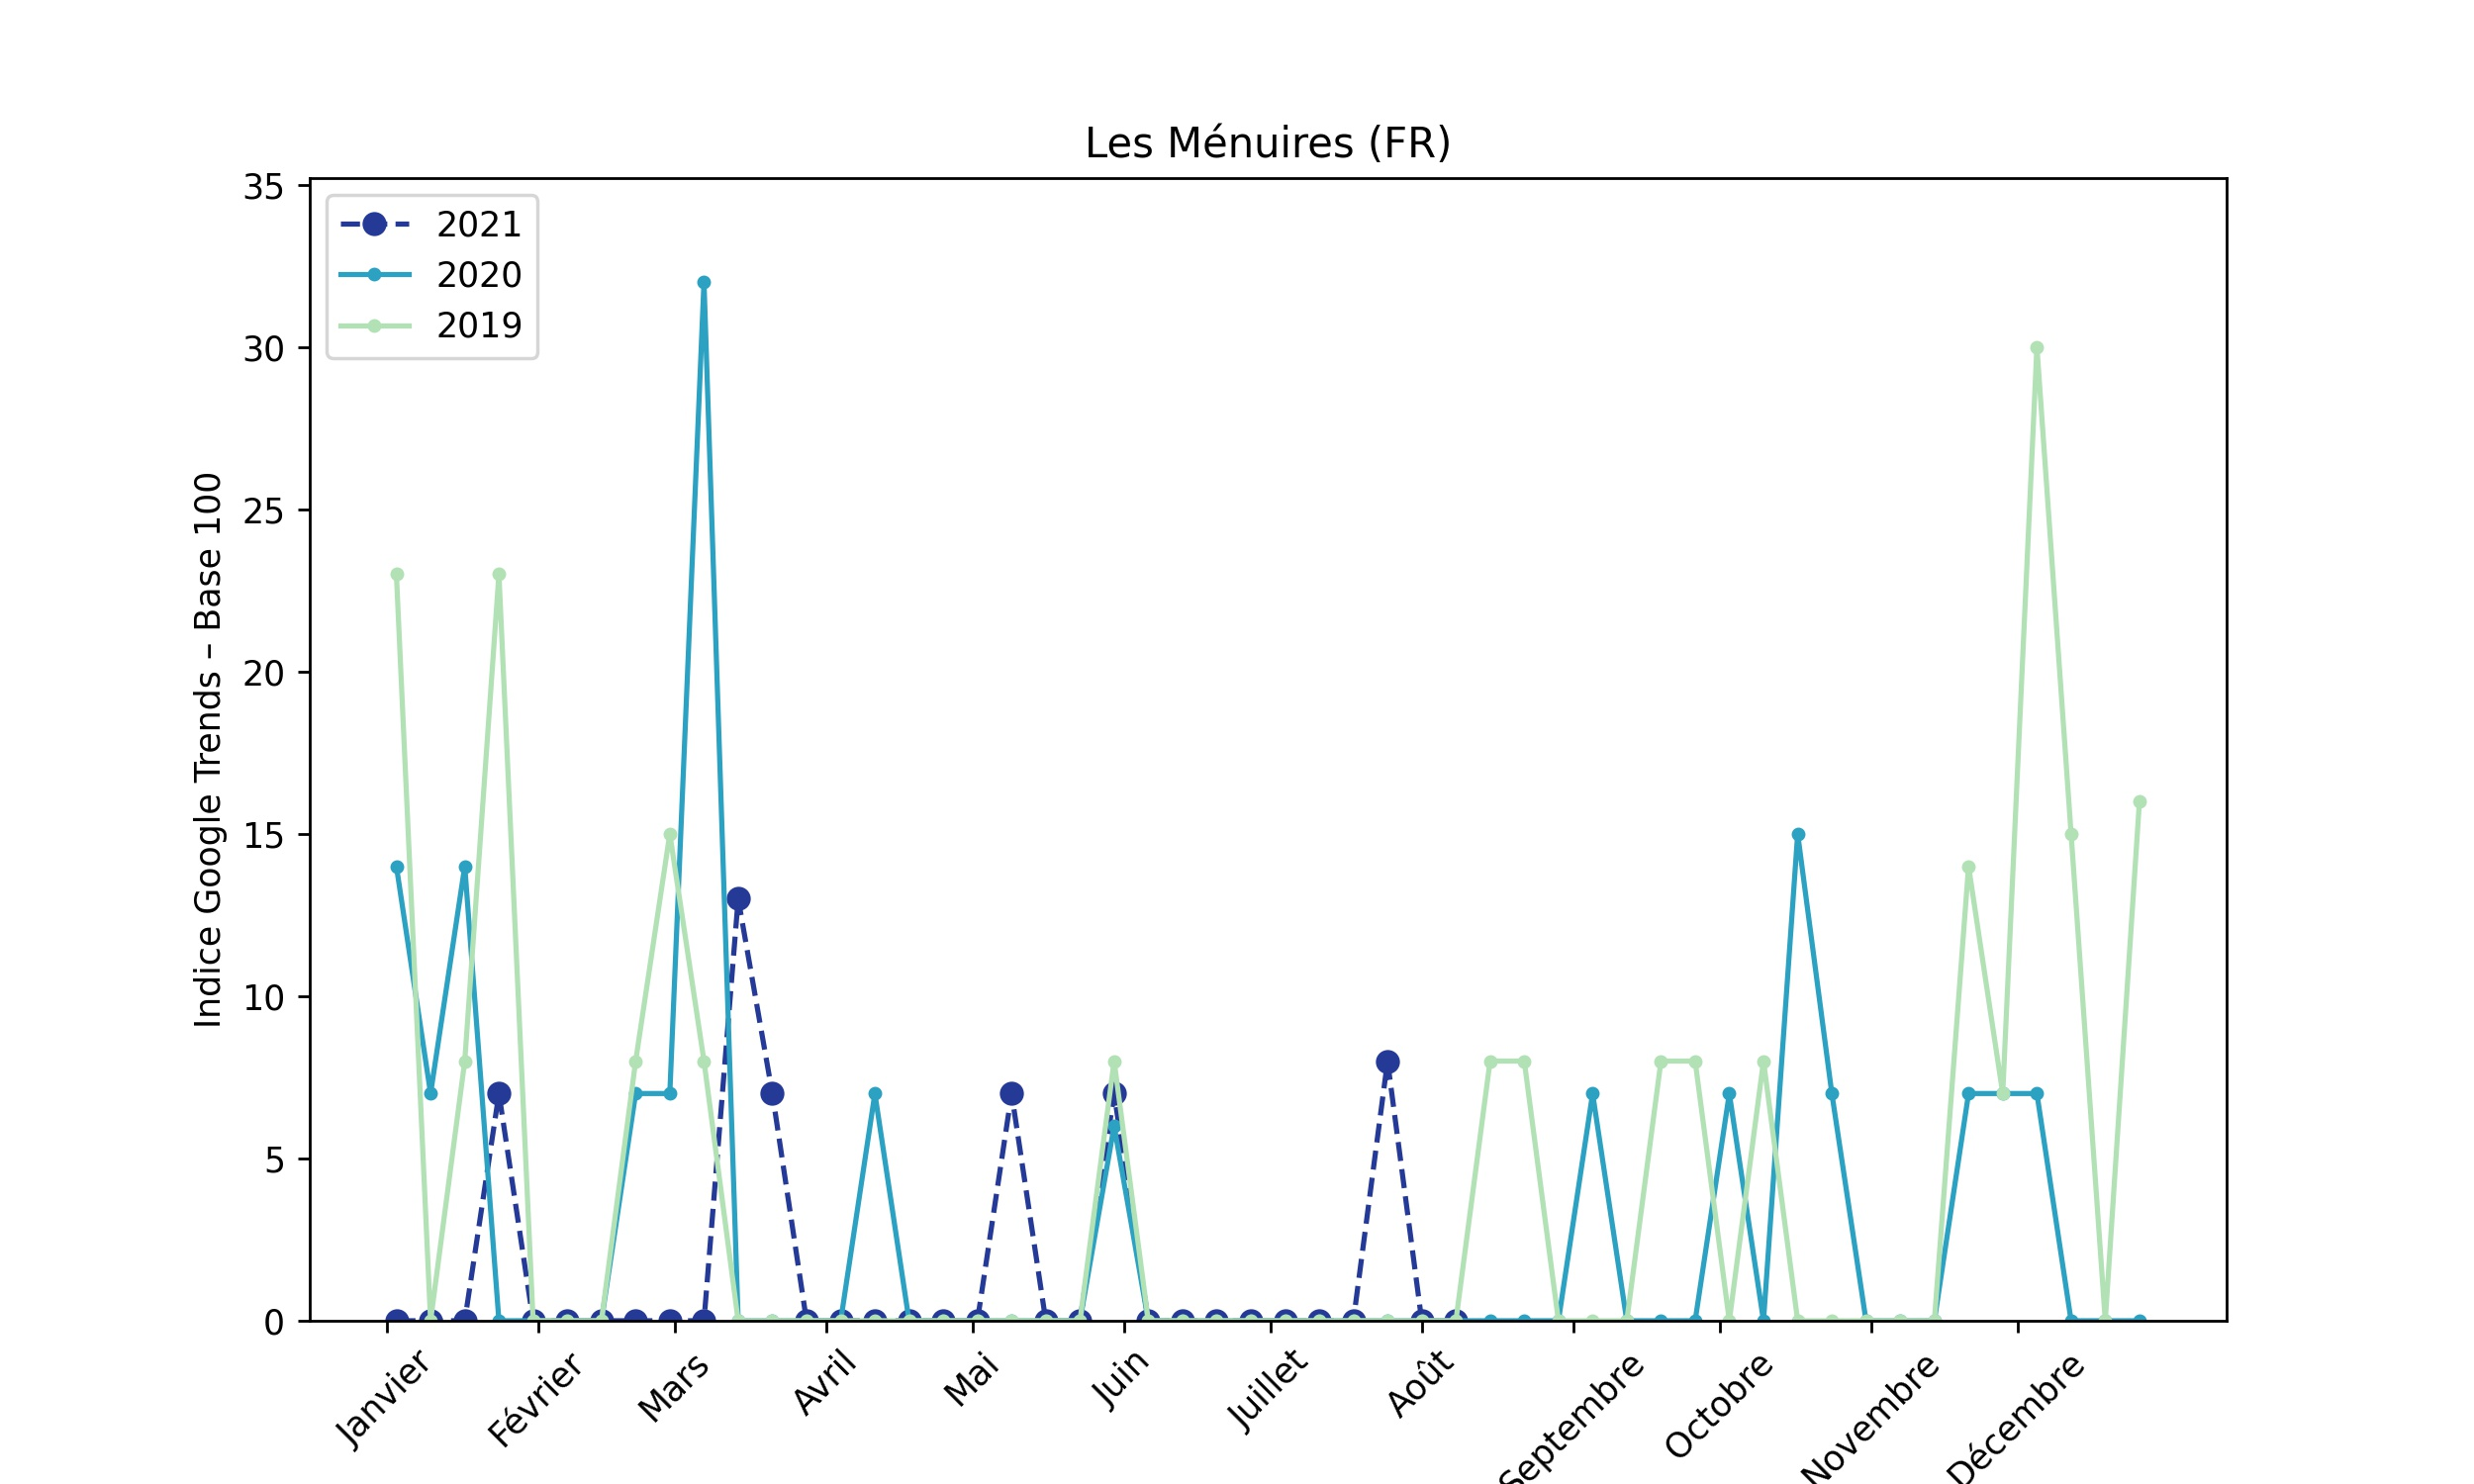 Les Ménuires (FR)
2021
2020
2019
35
30
25
20
15
10
5
0
Indice Google Trends – Base 100
Janvier
Février
Mars
Avril
Mai
Juin
Juillet
Août
Septembre
Octobre
Novembre
Décembre